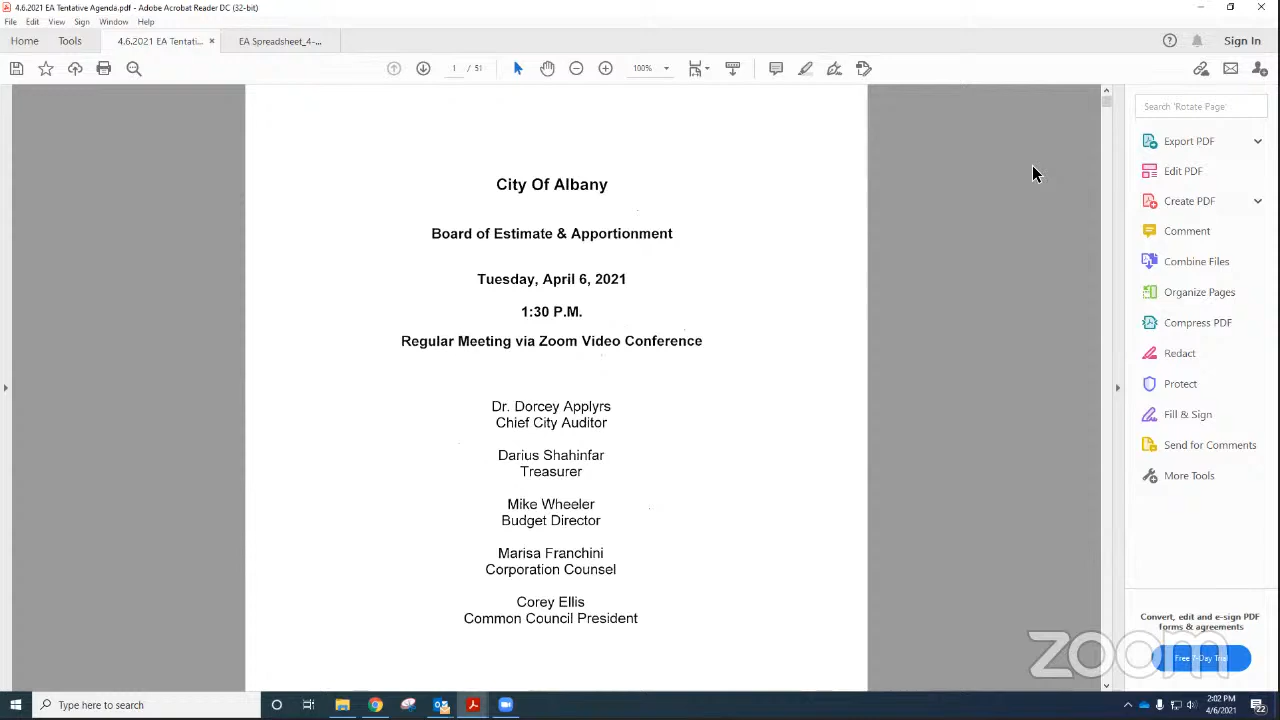 4.6.2021 EA Tentative Agenda.pdf - Adobe Acrobat Reader DC (32-bit)
File Edit View Sign Window Help
Home Tools 4.6.2021 EA Tentati... × EA Spreadsheet_4-...
Sign In
1 / 51
100%
City Of Albany
Board of Estimate & Apportionment
Tuesday, April 6, 2021
1:30 P.M.
Regular Meeting via Zoom Video Conference
Dr. Dorcey Applyrs
Chief City Auditor
Darius Shahinfar
Treasurer
Mike Wheeler
Budget Director
Marisa Franchini
Corporation Counsel
Corey Ellis
Common Council President
Search 'Rotate Page'
Export PDF
Edit PDF
Create PDF
Comment
Combine Files
Organize Pages
Compress PDF
Redact
Protect
Fill & Sign
Send for Comments
More Tools
Convert, edit and e-sign PDF
forms & agreements
Free 7-Day Trial
zoom
Type here to search
2:02 PM
4/6/2021
22